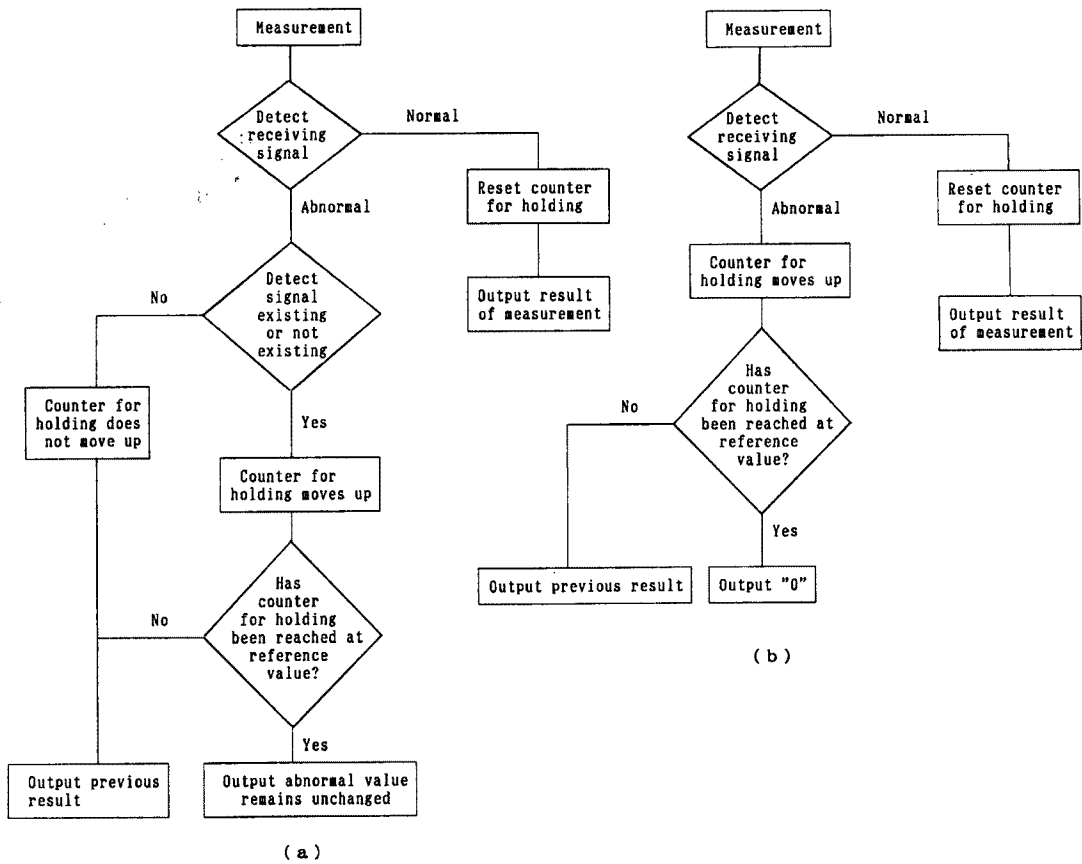 Measurement
Detect
receiving
signal
Normal
Reset counter
for holding
Output result
of measurement
Abnormal
Detect
signal
existing
or not
existing
No
Counter for
holding does
not move up
Yes
Counter for
holding moves up
Has
counter
for holding
been reached at
reference
value?
No
Yes
Output previous
result
Output abnormal value
remains unchanged
(a)
Measurement
Detect
receiving
signal
Normal
Reset counter
for holding
Output result
of measurement
Abnormal
Counter for
holding moves up
Has
counter
for holding
been reached at
reference
value?
No
Yes
Output previous result
Output "0"
(b)